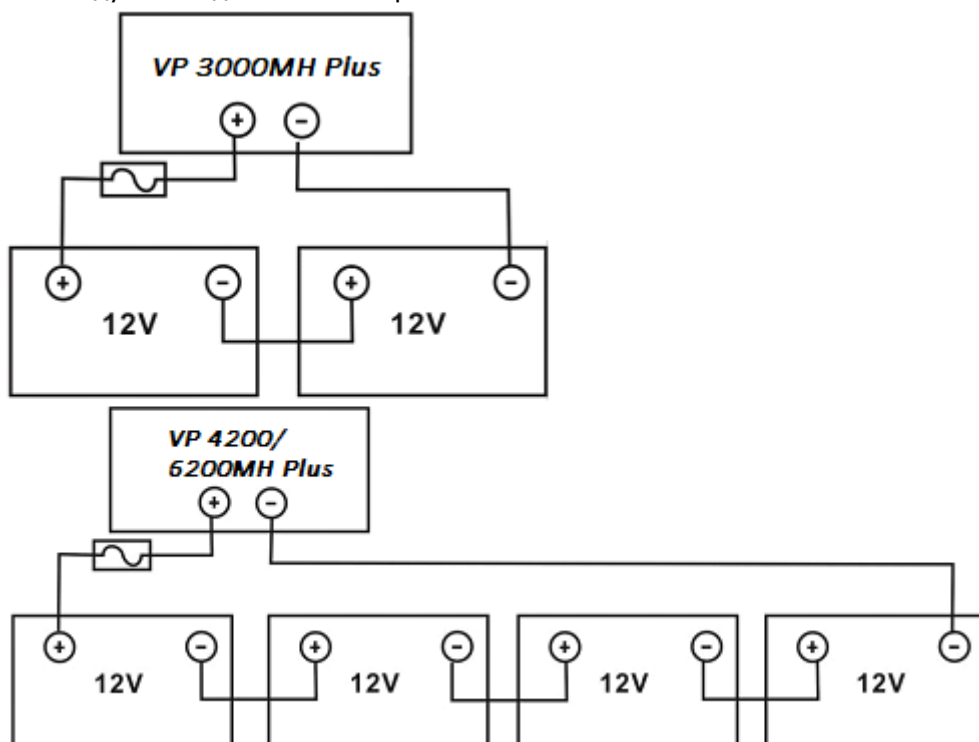 VP 3000MH Plus
+ -
+ - + -
12V 12V
VP 4200/
6200MH Plus
+ -
+ - + - + - + -
12V 12V 12V 12V